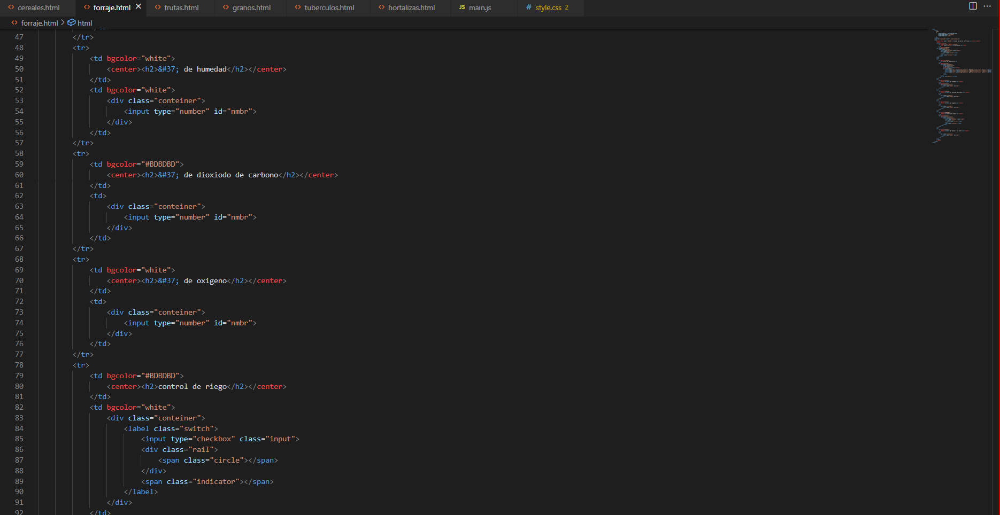 cereales.html forraje.html frutas.html granos.html tuberculos.html hortalizas.html JS main.js # style.css 2
forraje.html > html
47 </tr>
48 <tr>
49 <td bgcolor="white">
50 <center><h2>&#37; de humedad</h2></center>
51 </td>
52 <td bgcolor="white">
53 <div class="conteiner">
54 <input type="number" id="nmbr">
55 </div>
56 </td>
57 </tr>
58 <tr>
59 <td bgcolor="#BDBDBD">
60 <center><h2>&#37; de dioxiodo de carbono</h2></center>
61 </td>
62 <td>
63 <div class="conteiner">
64 <input type="number" id="nmbr">
65 </div>
66 </td>
67 </tr>
68 <tr>
69 <td bgcolor="white">
70 <center><h2>&#37; de oxigeno</h2></center>
71 </td>
72 <td>
73 <div class="conteiner">
74 <input type="number" id="nmbr">
75 </div>
76 </td>
77 </tr>
78 <tr>
79 <td bgcolor="#BDBDBD">
80 <center><h2>control de riego</h2></center>
81 </td>
82 <td bgcolor="white">
83 <div class="conteiner">
84 <label class="switch">
85 <input type="checkbox" class="input">
86 <div class="rail">
87 <span class="circle"></span>
88 </div>
89 <span class="indicator"></span>
90 </label>
91 </div>
92 </td>